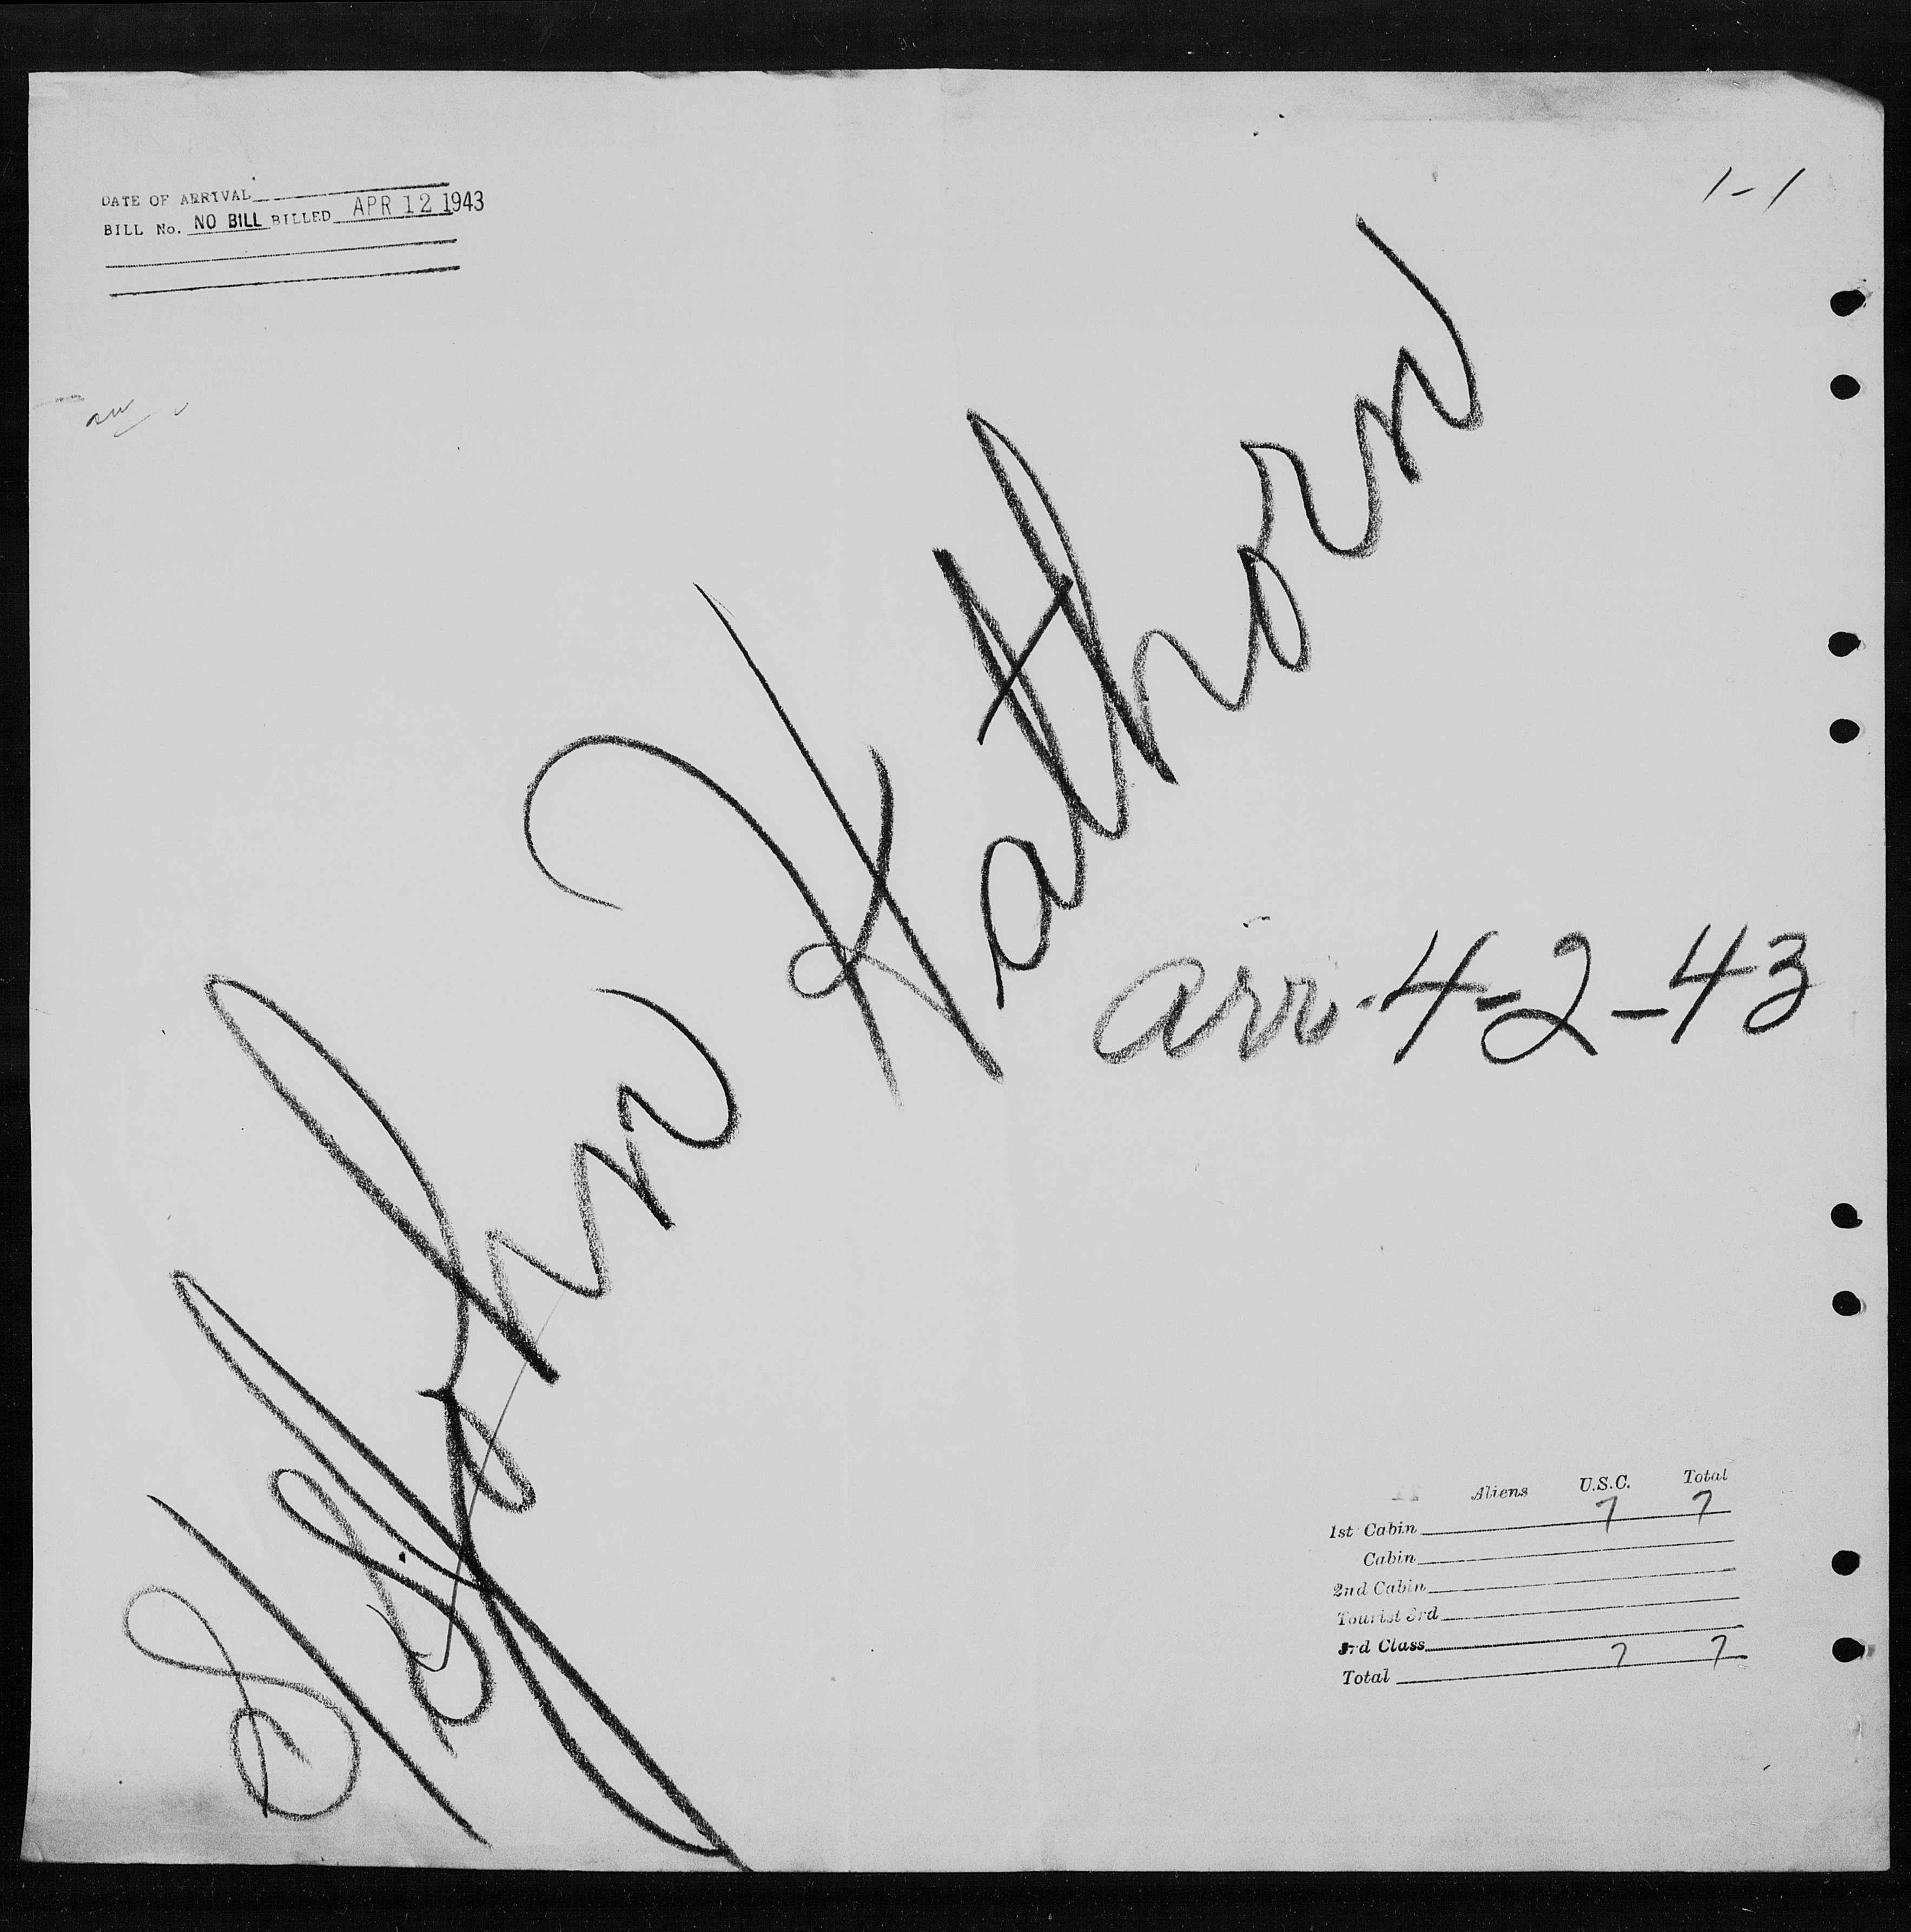 DATE OF ARRIVAL
BILL No. NO BILL BILLED APR 12 1943
1-1
S/S John Hathorn
arr. 4-2-43
Aliens U.S.C. Total
1st Cabin 7 7
Cabin
2nd Cabin
Tourist 3rd
3rd Class
Total 7 7